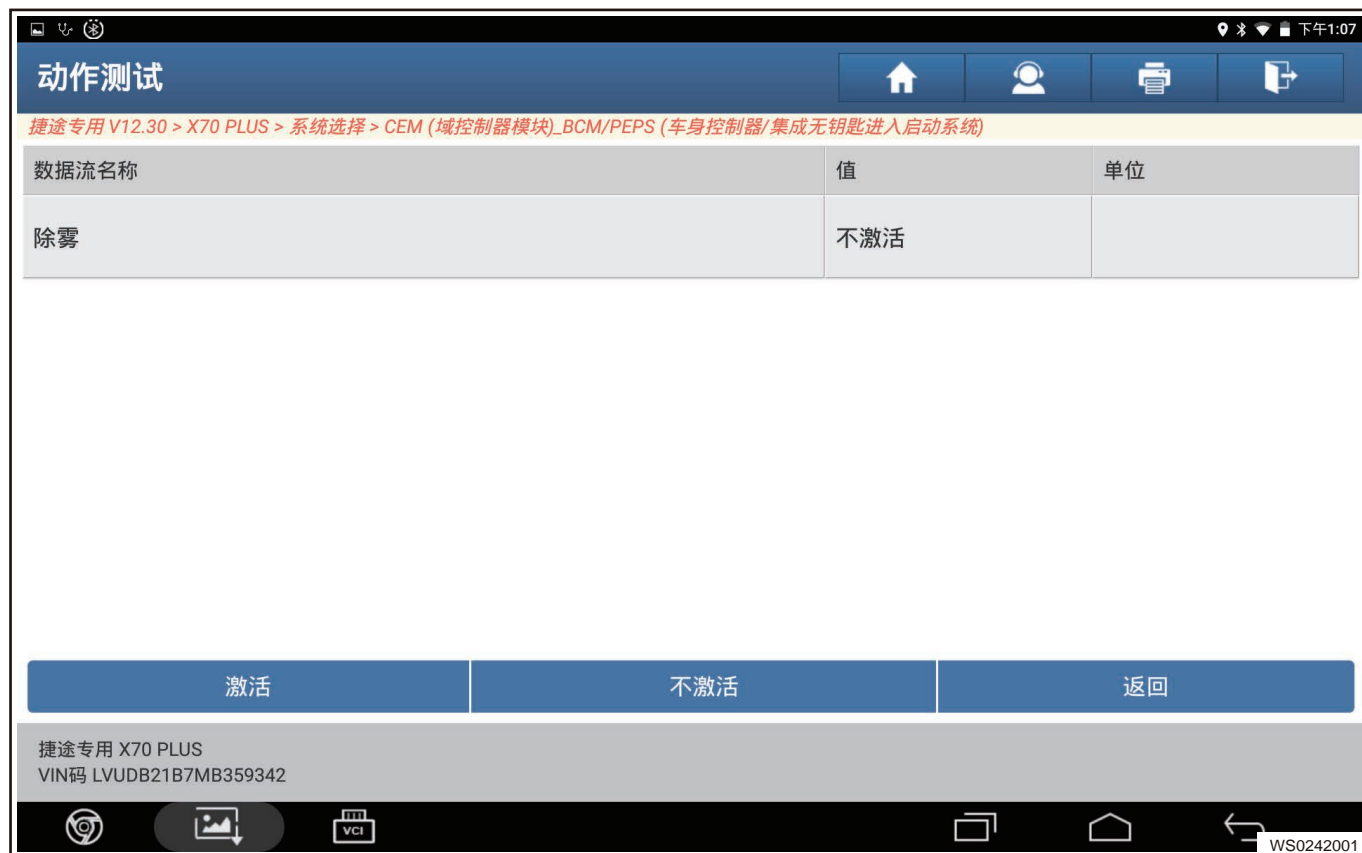 下午1:07
动作测试
捷途专用 V12.30 > X70 PLUS > 系统选择 > CEM (域控制器模块)_BCM/PEPS (车身控制器/集成无钥匙进入启动系统)
数据流名称 值 单位
除雾 不激活
激活 不激活 返回
捷途专用 X70 PLUS
VIN码 LVUDB21B7MB359342
VCI
WS0242001